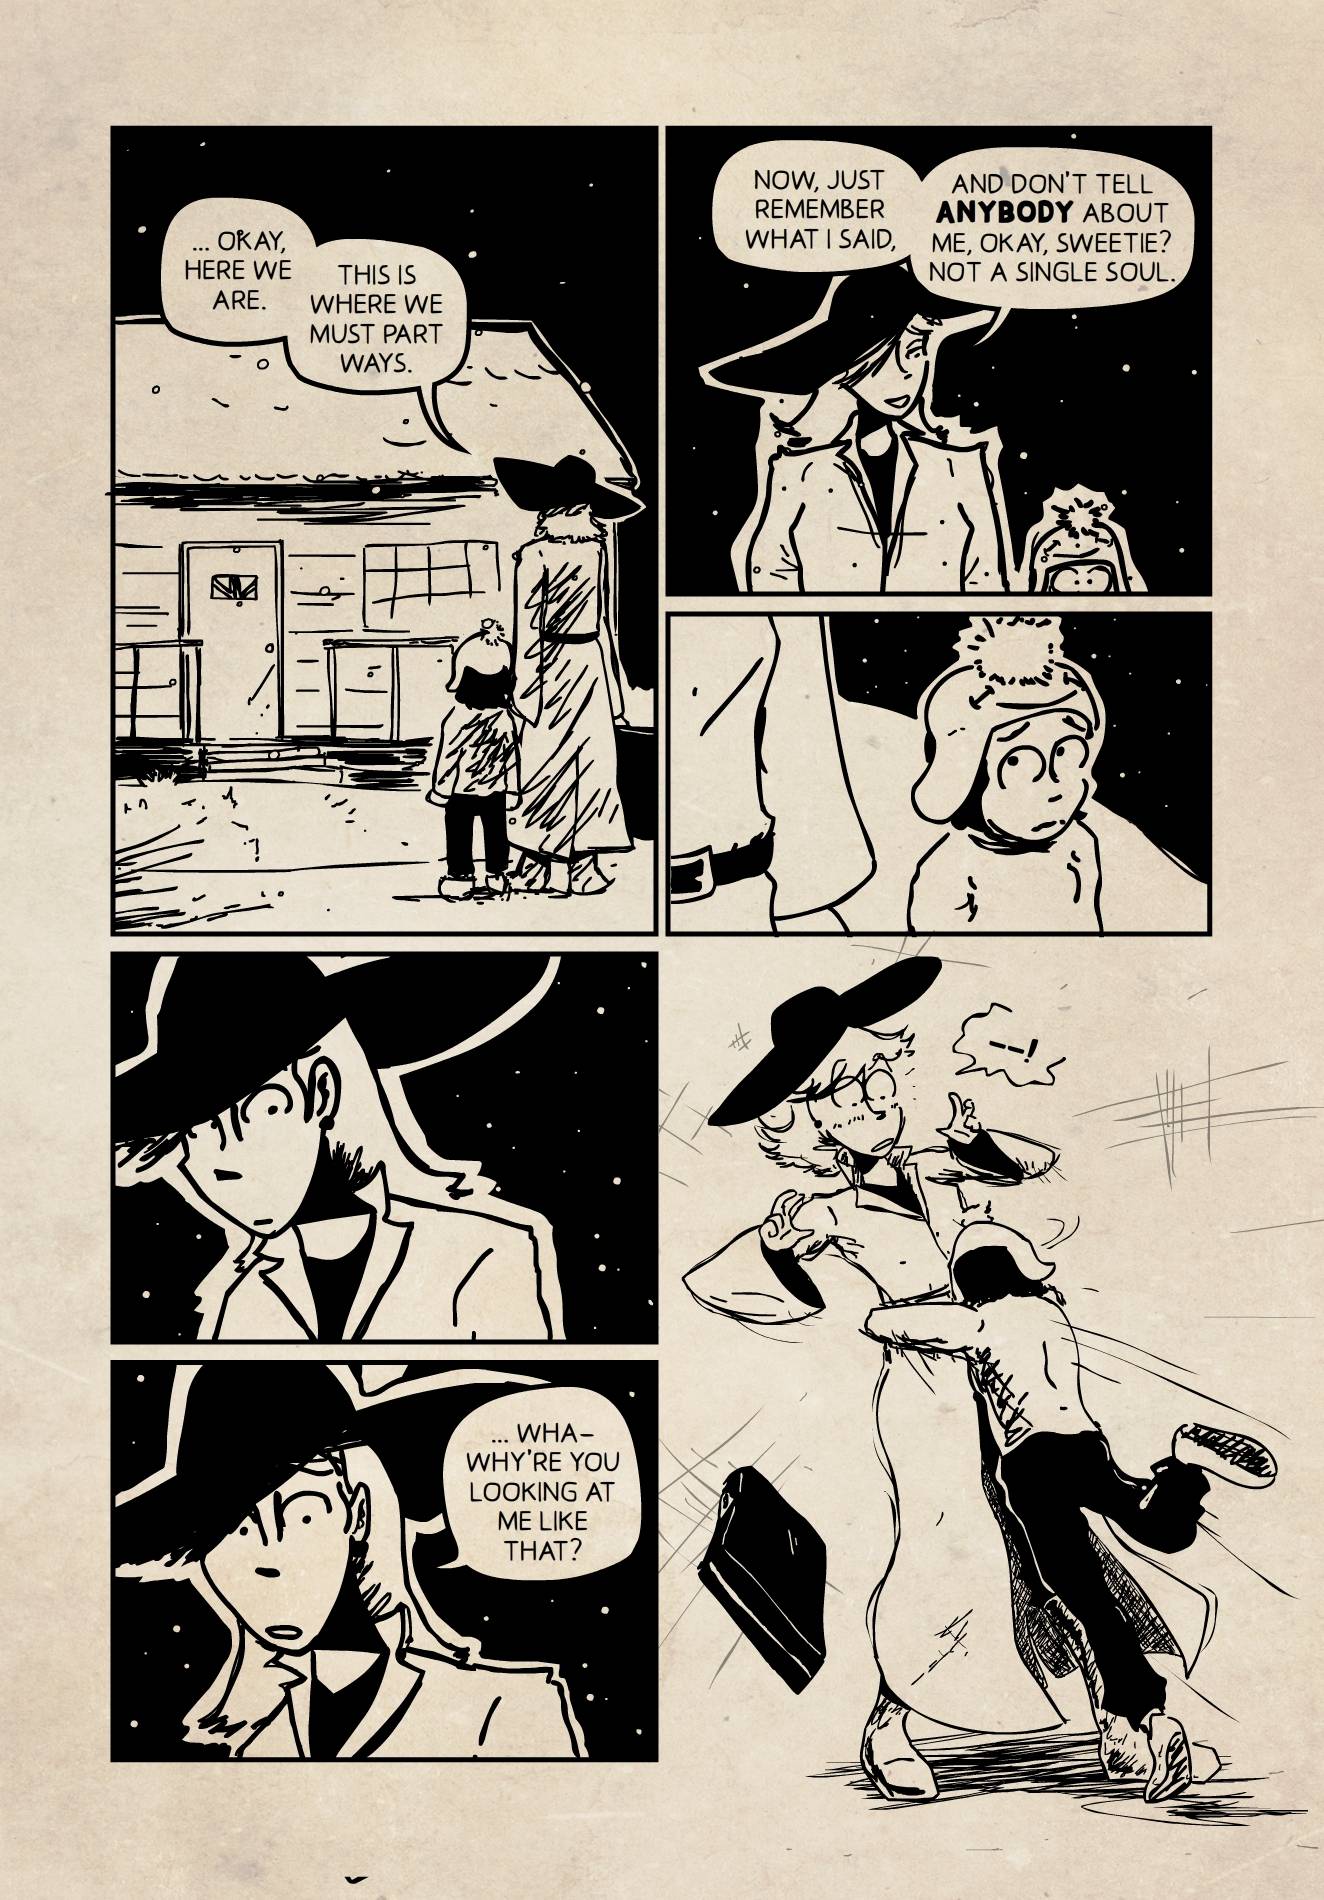 ... OKAY,
HERE WE
ARE.
THIS IS
WHERE WE
MUST PART
WAYS.
NOW, JUST
REMEMBER
WHAT I SAID,
AND DON'T TELL
ANYBODY ABOUT
ME, OKAY, SWEETIE?
NOT A SINGLE SOUL.
... WHA–
WHY'RE YOU
LOOKING AT
ME LIKE
THAT?
--!